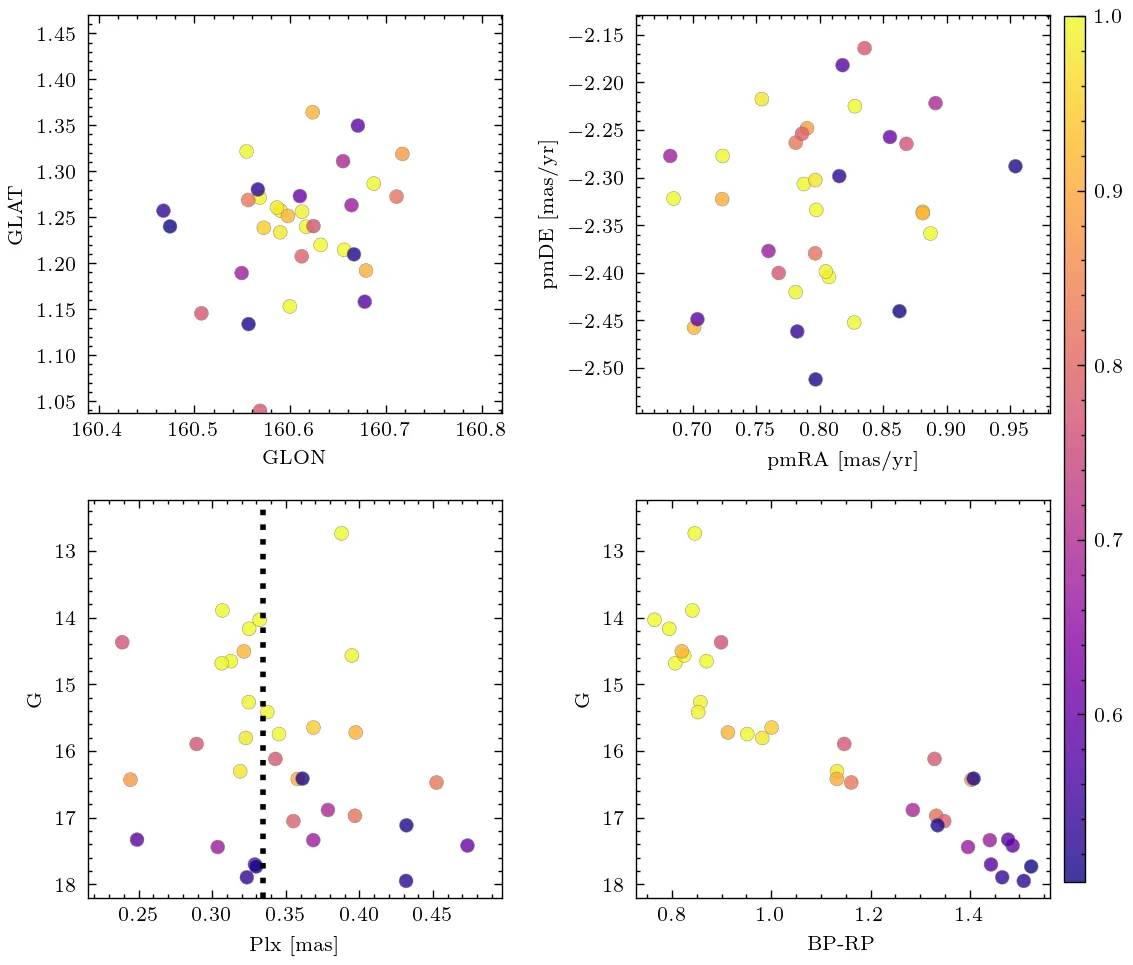 1.45
1.40
1.35
1.30
1.25
1.20
1.15
1.10
1.05
GLAT
160.4 160.5 160.6 160.7 160.8
GLON
−2.15
−2.20
−2.25
−2.30
−2.35
−2.40
−2.45
−2.50
pmDE [mas/yr]
0.70 0.75 0.80 0.85 0.90 0.95
pmRA [mas/yr]
1.0
0.9
0.8
0.7
0.6
13
14
15
16
17
18
G
0.25 0.30 0.35 0.40 0.45
Plx [mas]
13
14
15
16
17
18
G
0.8 1.0 1.2 1.4
BP-RP